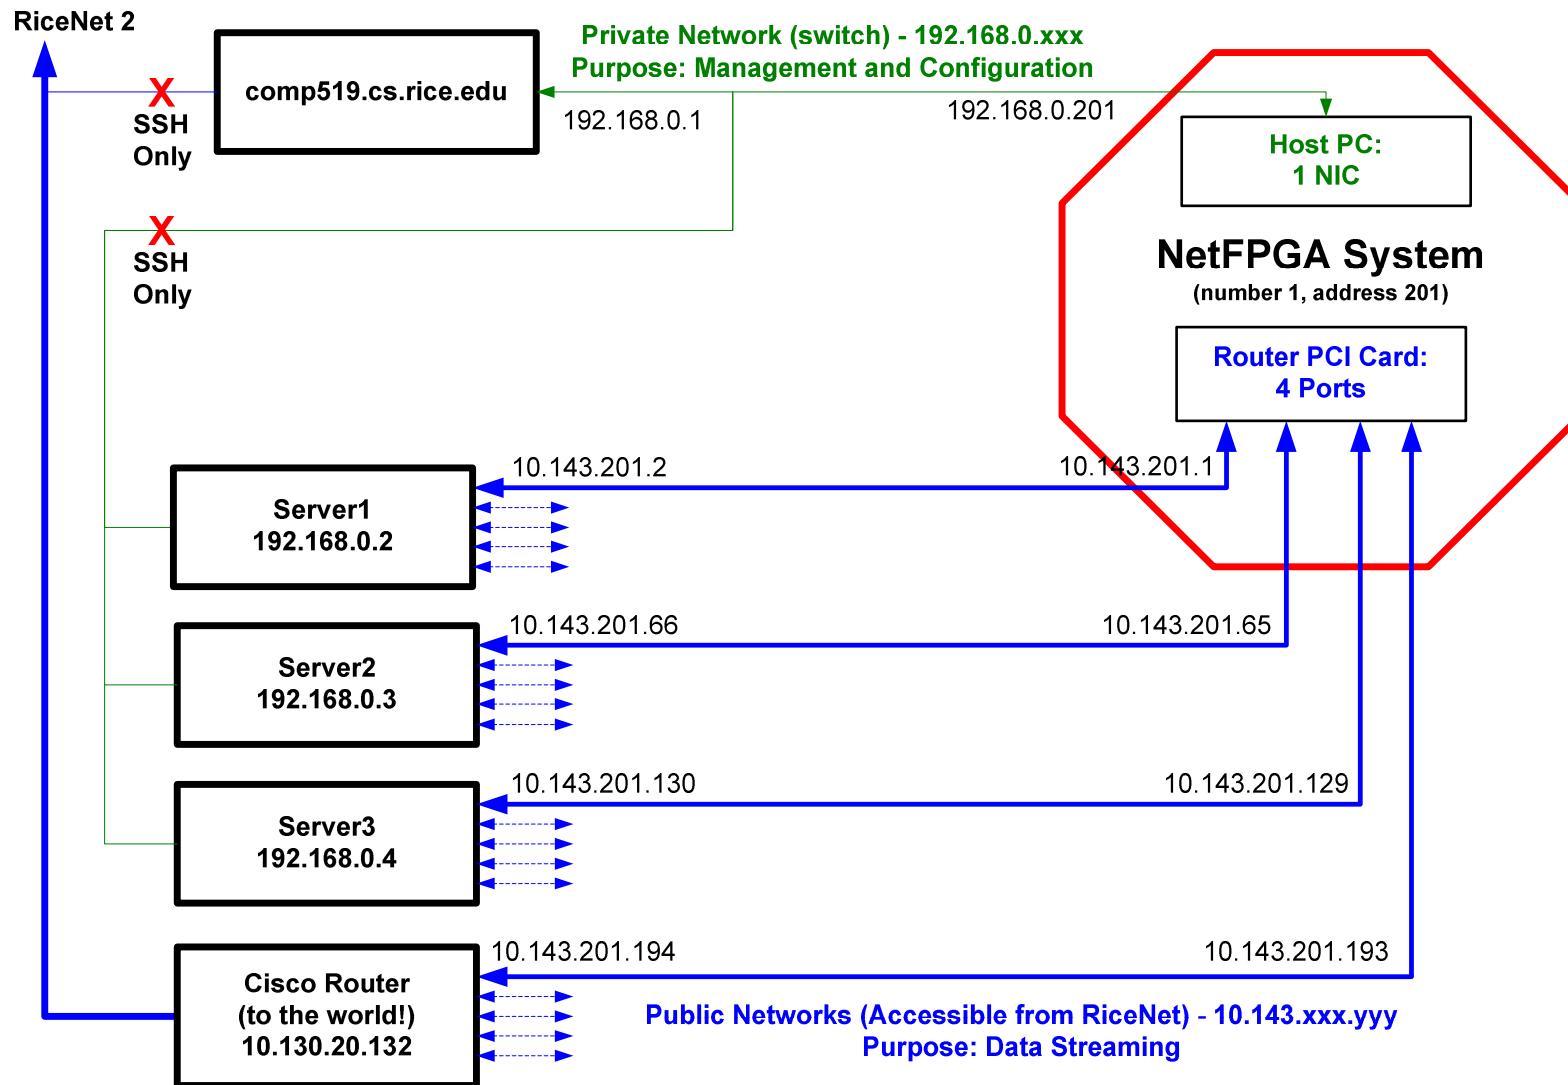 RiceNet 2
comp519.cs.rice.edu
X
SSH
Only
Private Network (switch) - 192.168.0.xxx
Purpose: Management and Configuration
192.168.0.1
192.168.0.201
Host PC:
1 NIC
X
SSH
Only
NetFPGA System
(number 1, address 201)
Router PCI Card:
4 Ports
10.143.201.2
10.143.201.1
Server1
192.168.0.2
10.143.201.66
10.143.201.65
Server2
192.168.0.3
10.143.201.130
10.143.201.129
Server3
192.168.0.4
10.143.201.194
10.143.201.193
Cisco Router
(to the world!)
10.130.20.132
Public Networks (Accessible from RiceNet) - 10.143.xxx.yyy
Purpose: Data Streaming